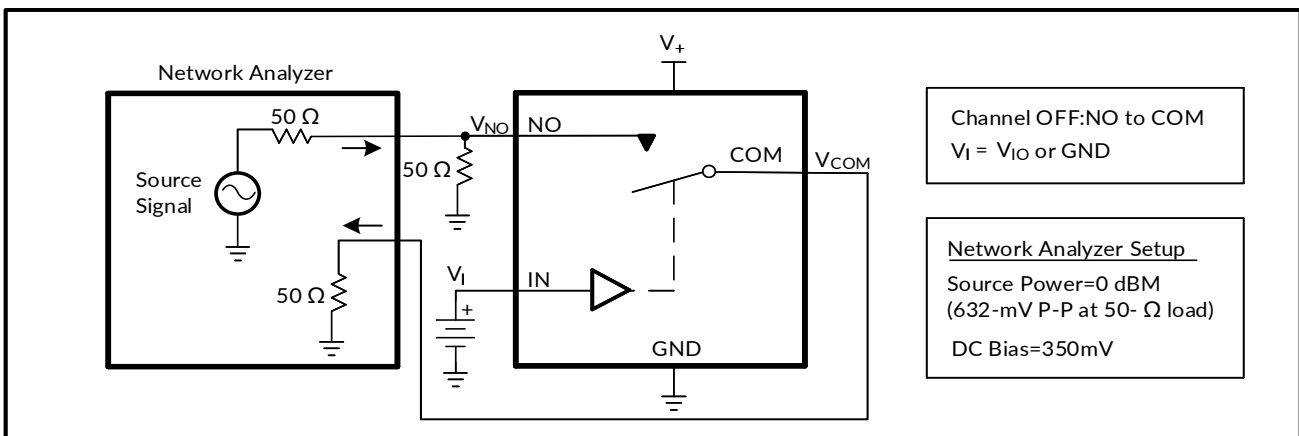 V+
Network Analyzer
50 Ω
VNO
NO
50 Ω
COM
VCOM
Source
Signal
50 Ω
VI
IN
+
GND
Channel OFF:NO to COM
VI = VIO or GND
Network Analyzer Setup
Source Power=0 dBM
(632-mV P-P at 50- Ω load)
DC Bias=350mV